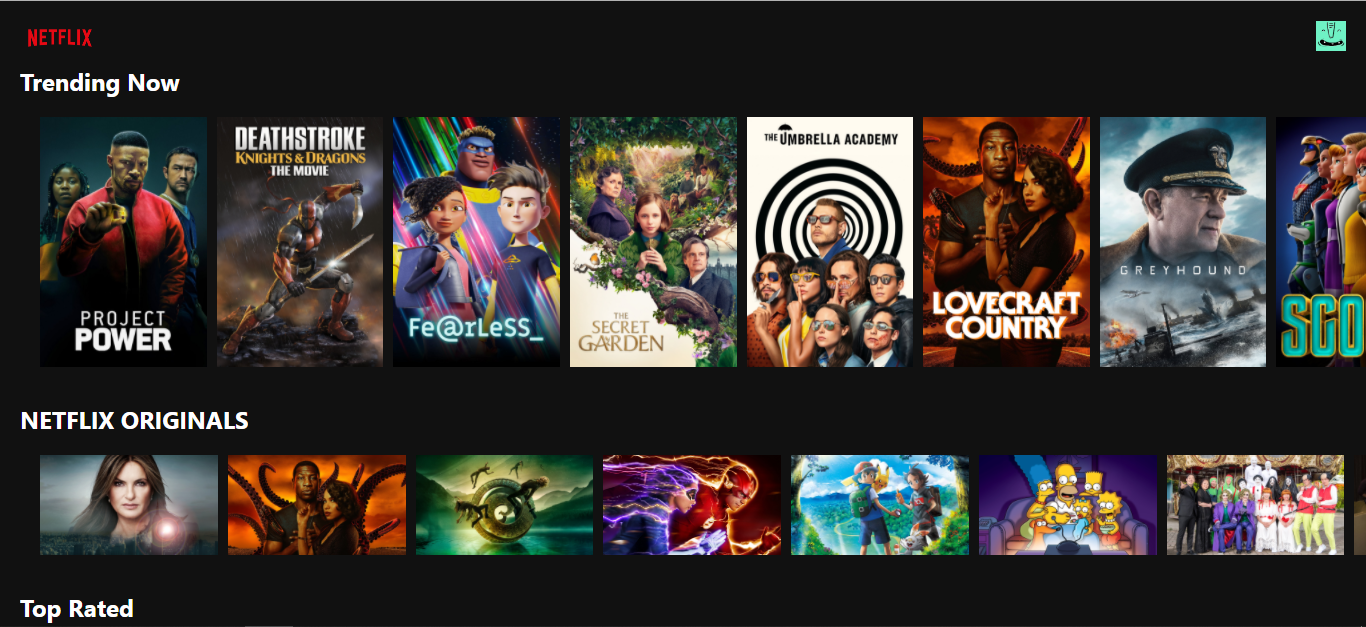 NETFLIX
Trending Now
PROJECT
POWER
DEATHSTROKE
KNIGHTS & DRAGONS
THE MOVIE
Fe@rLeSS_
THE
SECRET
GARDEN
THE UMBRELLA ACADEMY
LOVECRAFT
COUNTRY
GREYHOUND
SCO
NETFLIX ORIGINALS
Top Rated